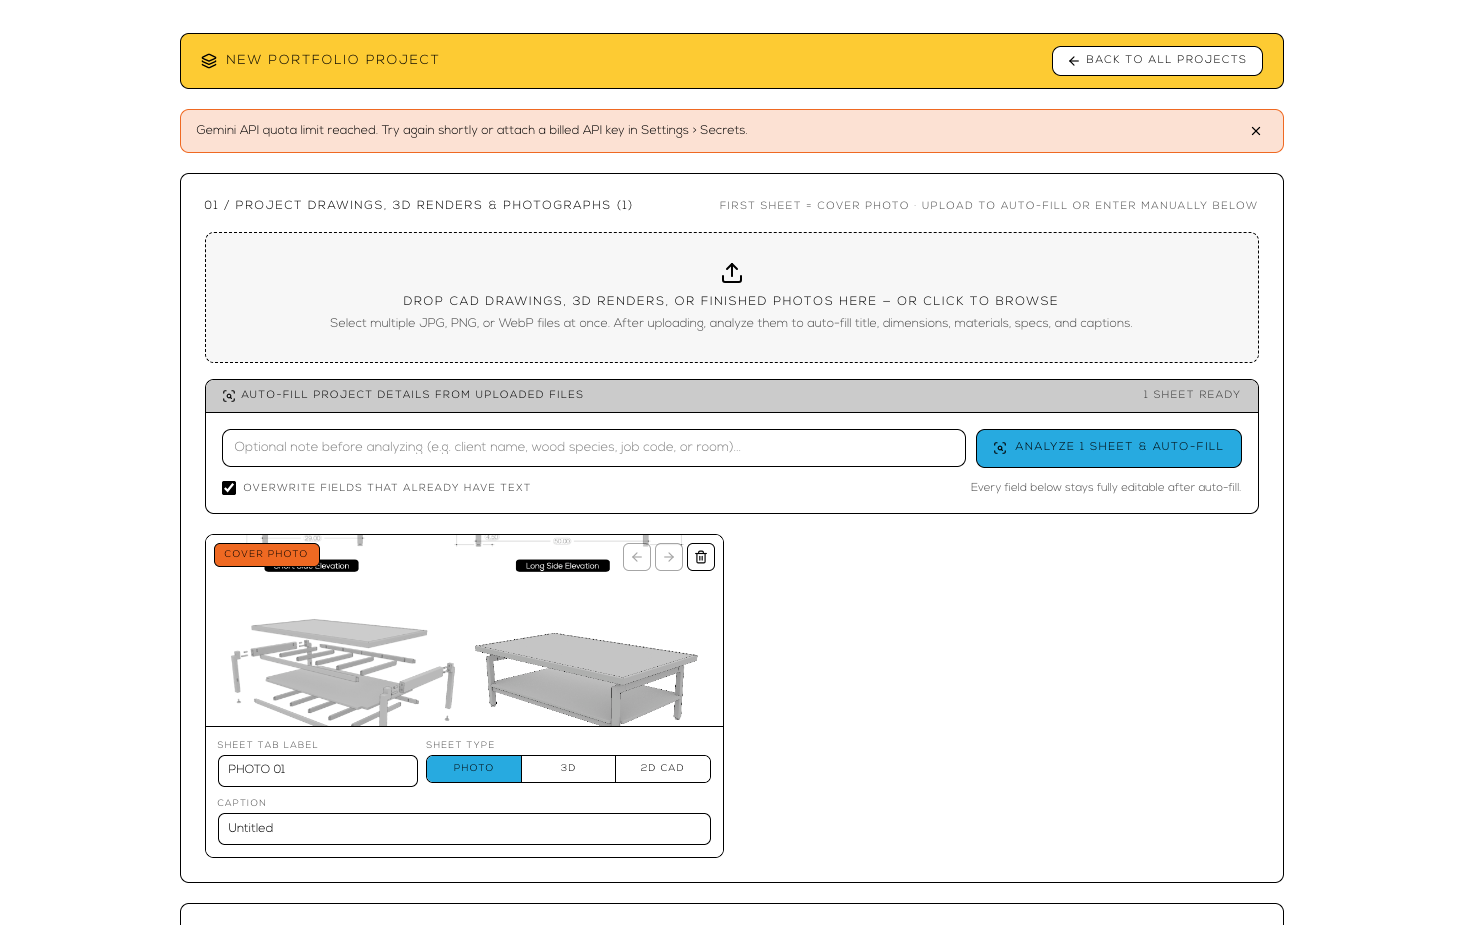 NEW PORTFOLIO PROJECT
BACK TO ALL PROJECTS
Gemini API quota limit reached. Try again shortly or attach a billed API key in Settings > Secrets.
01 / PROJECT DRAWINGS, 3D RENDERS & PHOTOGRAPHS (1)
FIRST SHEET = COVER PHOTO · UPLOAD TO AUTO-FILL OR ENTER MANUALLY BELOW
DROP CAD DRAWINGS, 3D RENDERS, OR FINISHED PHOTOS HERE — OR CLICK TO BROWSE
Select multiple JPG, PNG, or WebP files at once. After uploading, analyze them to auto-fill title, dimensions, materials, specs, and captions.
AUTO-FILL PROJECT DETAILS FROM UPLOADED FILES
1 SHEET READY
Optional note before analyzing (e.g. client name, wood species, job code, or room)...
ANALYZE 1 SHEET & AUTO-FILL
OVERWRITE FIELDS THAT ALREADY HAVE TEXT
Every field below stays fully editable after auto-fill.
COVER PHOTO
Elevation
Long Side Elevation
SHEET TAB LABEL
SHEET TYPE
PHOTO 01
PHOTO
3D
2D CAD
CAPTION
Untitled